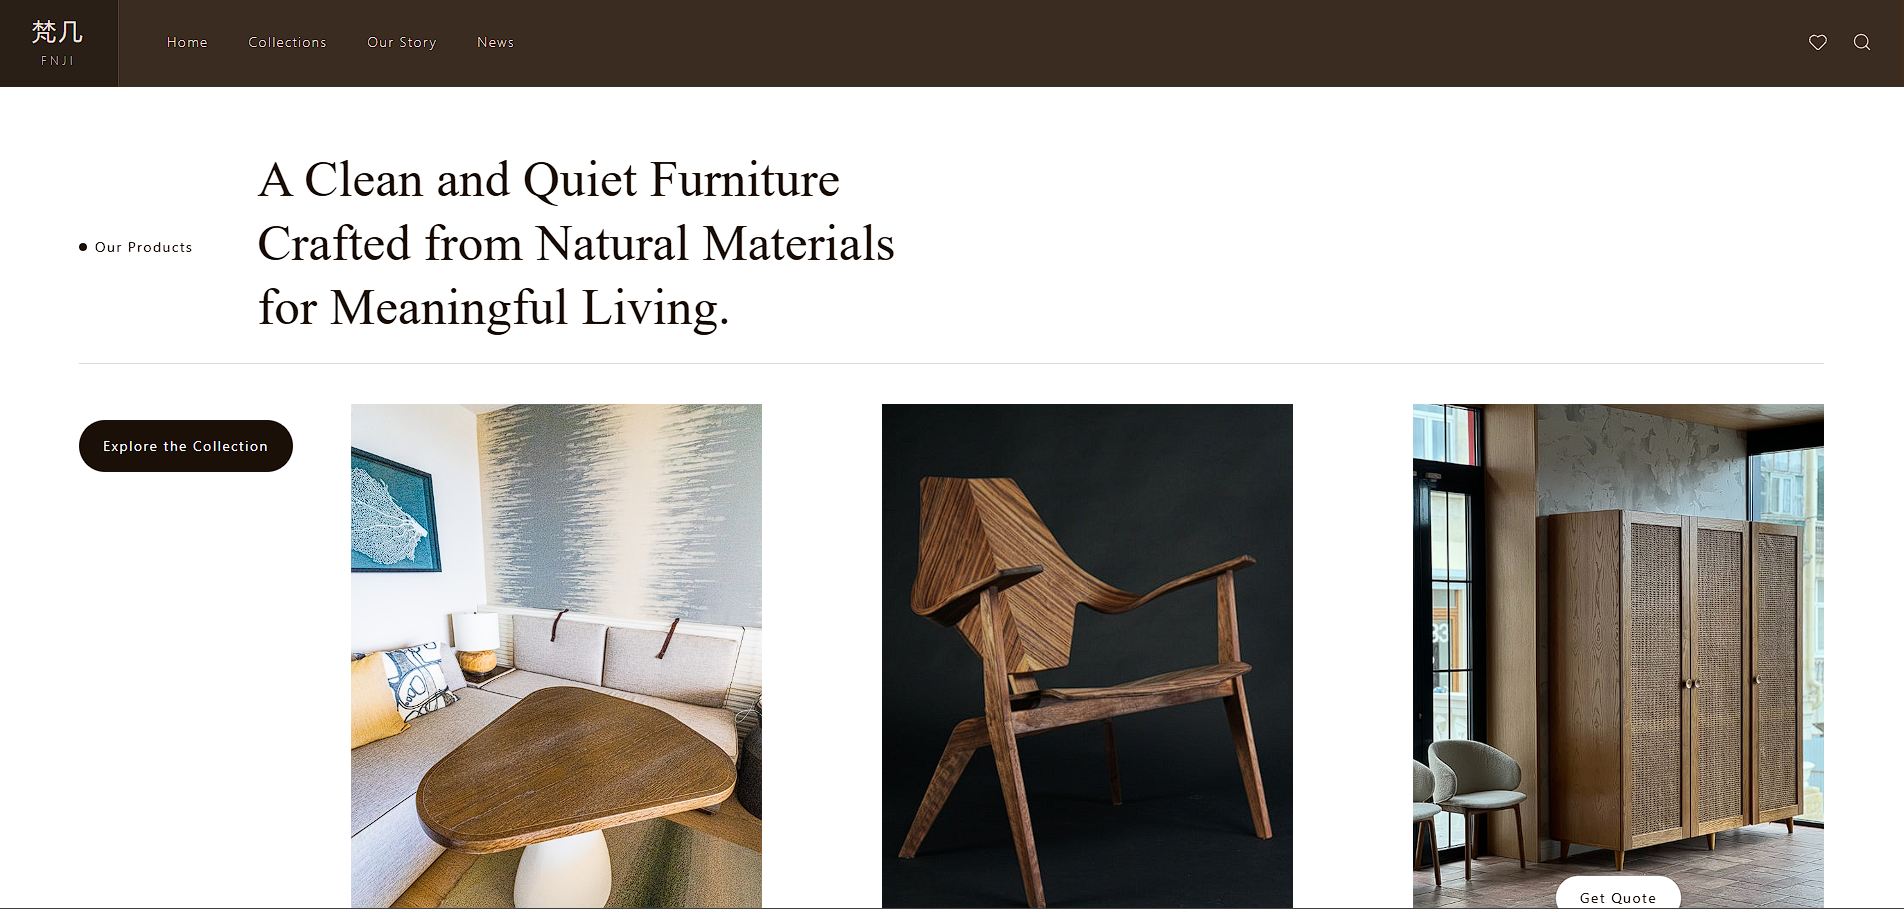 梵几
FNJI
Home
Collections
Our Story
News
A Clean and Quiet Furniture
Crafted from Natural Materials
for Meaningful Living.
Our Products
Explore the Collection
33
Get Quote